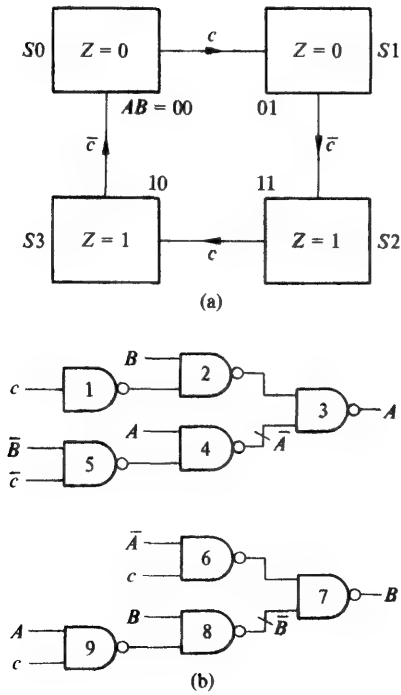 S0 Z = 0 c Z = 0 S1
AB = 00 01
c̄ c̄
10 11
S3 Z = 1 c Z = 1 S2
(a)
B
c 1 2
3 A
B̄ A 4 Ā
c̄ 5
Ā
c 6
7 B
A B 8 B̄
c 9
(b)